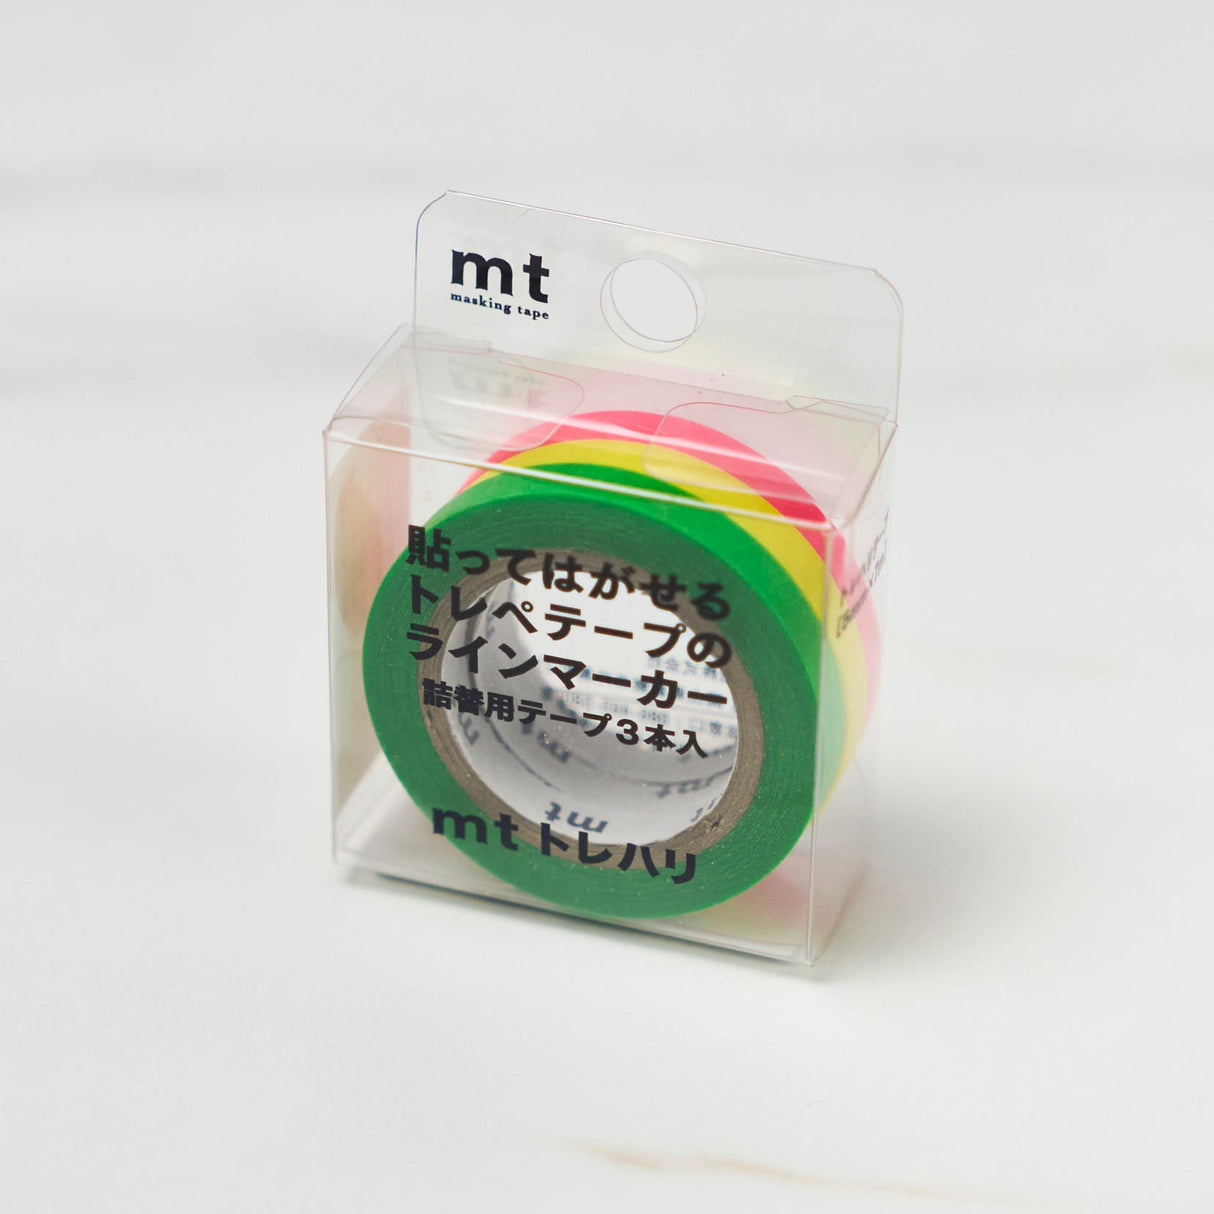 mt
masking tape
貼ってはがせる
トレペテープの
ラインマーカー
詰替用テープ3本入
mt
mtトレハリ